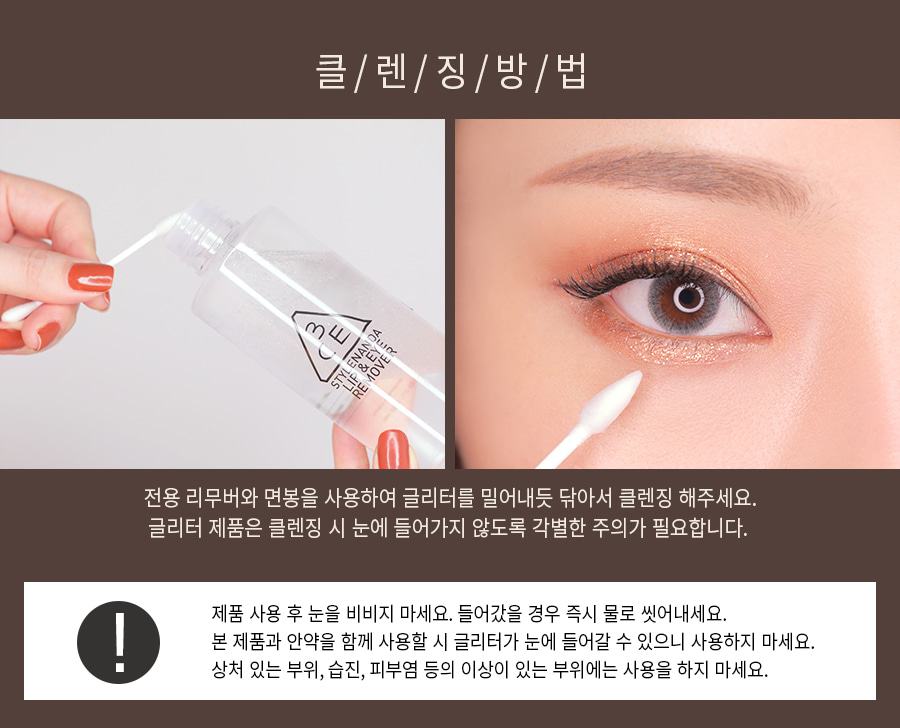 클/렌/징/방/법
3
CE
STYLENANDA
LIP & EYE
REMOVER
전용 리무버와 면봉을 사용하여 글리터를 밀어내듯 닦아서 클렌징 해주세요.
글리터 제품은 클렌징 시 눈에 들어가지 않도록 각별한 주의가 필요합니다.
!
제품 사용 후 눈을 비비지 마세요. 들어갔을 경우 즉시 물로 씻어내세요.
본 제품과 안약을 함께 사용할 시 글리터가 눈에 들어갈 수 있으니 사용하지 마세요.
상처 있는 부위, 습진, 피부염 등의 이상이 있는 부위에는 사용을 하지 마세요.